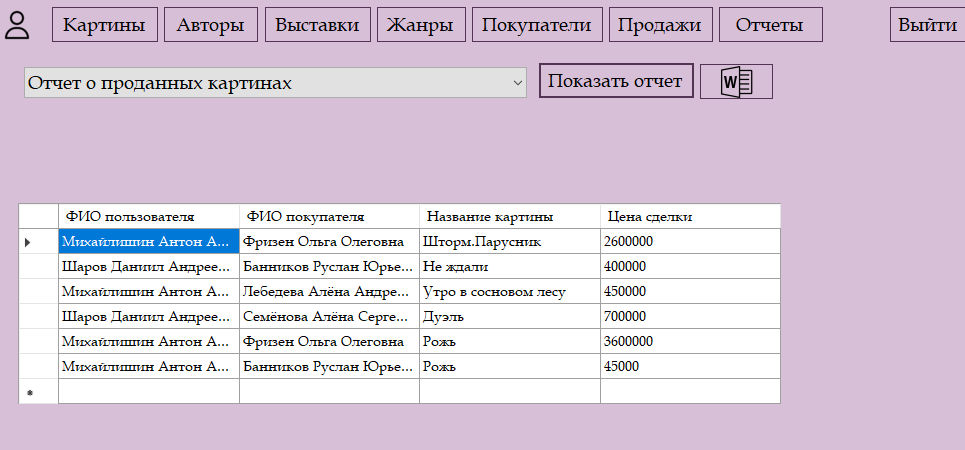 Картины Авторы Выставки Жанры Покупатели Продажи Отчеты Выйти
Отчет о проданных картинах Показать отчет W
ФИО пользователя ФИО покупателя Название картины Цена сделки
Михайлишин Антон А... Фризен Ольга Олеговна Шторм.Парусник 2600000
Шаров Даниил Андрее... Банников Руслан Юрье... Не ждали 400000
Михайлишин Антон А... Лебедева Алёна Андре... Утро в сосновом лесу 450000
Шаров Даниил Андрее... Семёнова Алёна Серге... Дуэль 700000
Михайлишин Антон А... Фризен Ольга Олеговна Рожь 3600000
Михайлишин Антон А... Банников Руслан Юрье... Рожь 45000